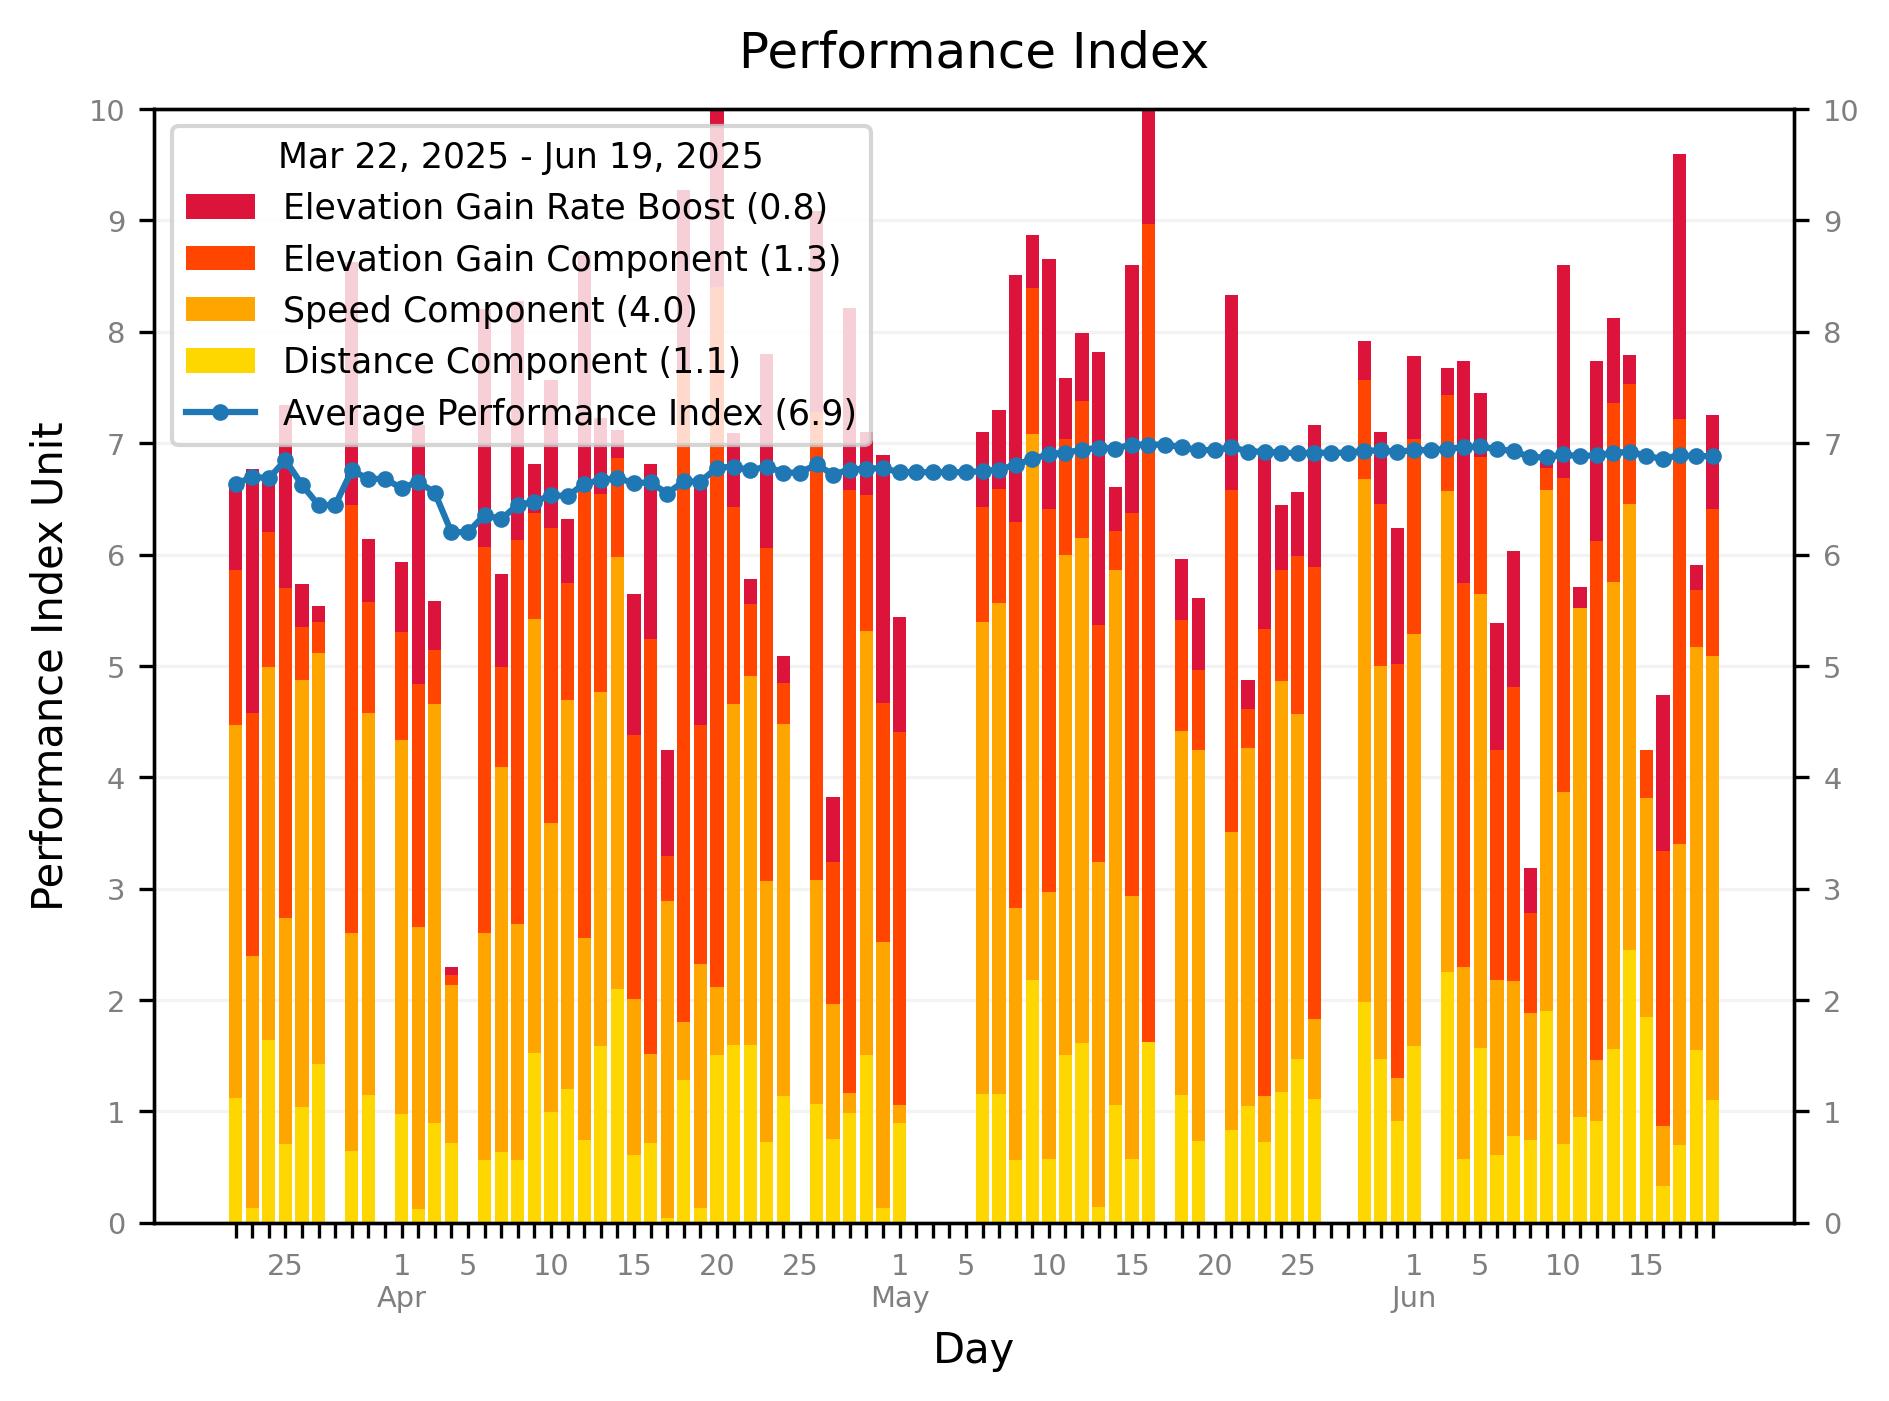 Performance Index
Mar 22, 2025 - Jun 19, 2025
Elevation Gain Rate Boost (0.8)
Elevation Gain Component (1.3)
Speed Component (4.0)
Distance Component (1.1)
Average Performance Index (6.9)
Performance Index Unit
10 10
9 9
8 8
7 7
6 6
5 5
4 4
3 3
2 2
1 1
0 0
25 1 5 10 15 20 25 1 5 10 15 20 25 1 5 10 15
Apr May Jun
Day